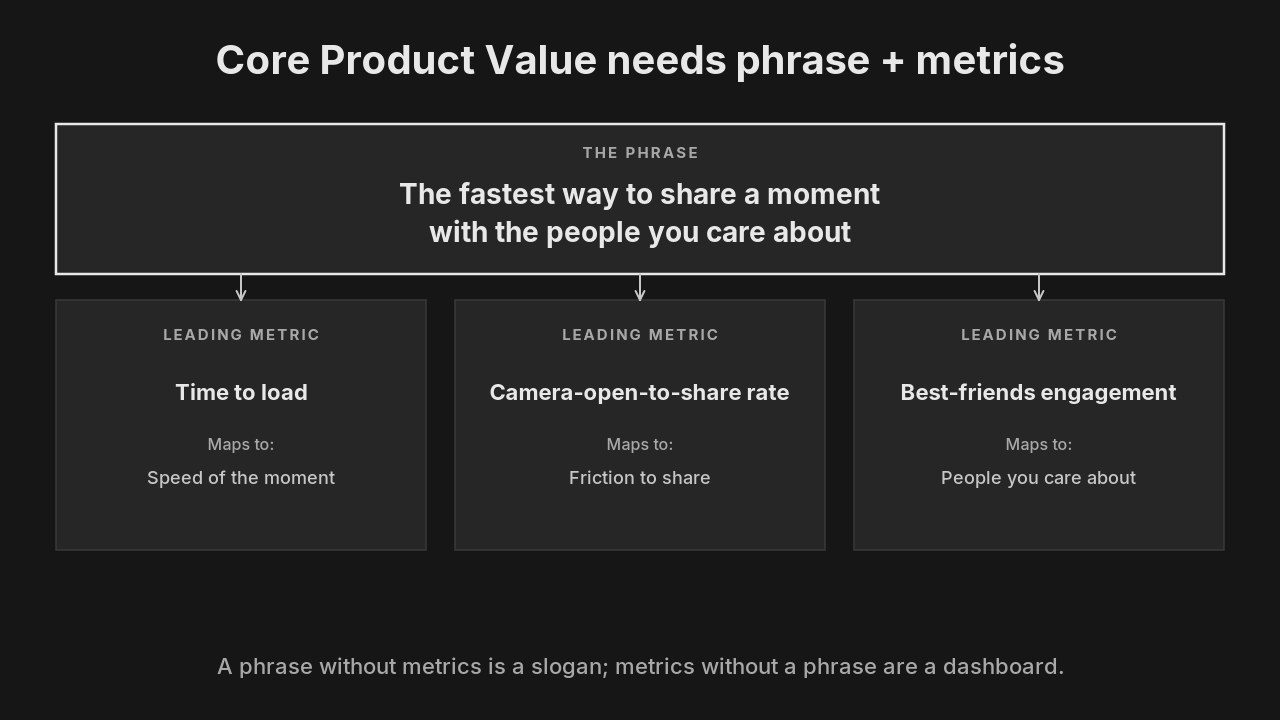 Core Product Value needs phrase + metrics
THE PHRASE
The fastest way to share a moment
with the people you care about
LEADING METRIC
Time to load
Maps to:
Speed of the moment
LEADING METRIC
Camera-open-to-share rate
Maps to:
Friction to share
LEADING METRIC
Best-friends engagement
Maps to:
People you care about
A phrase without metrics is a slogan; metrics without a phrase are a dashboard.